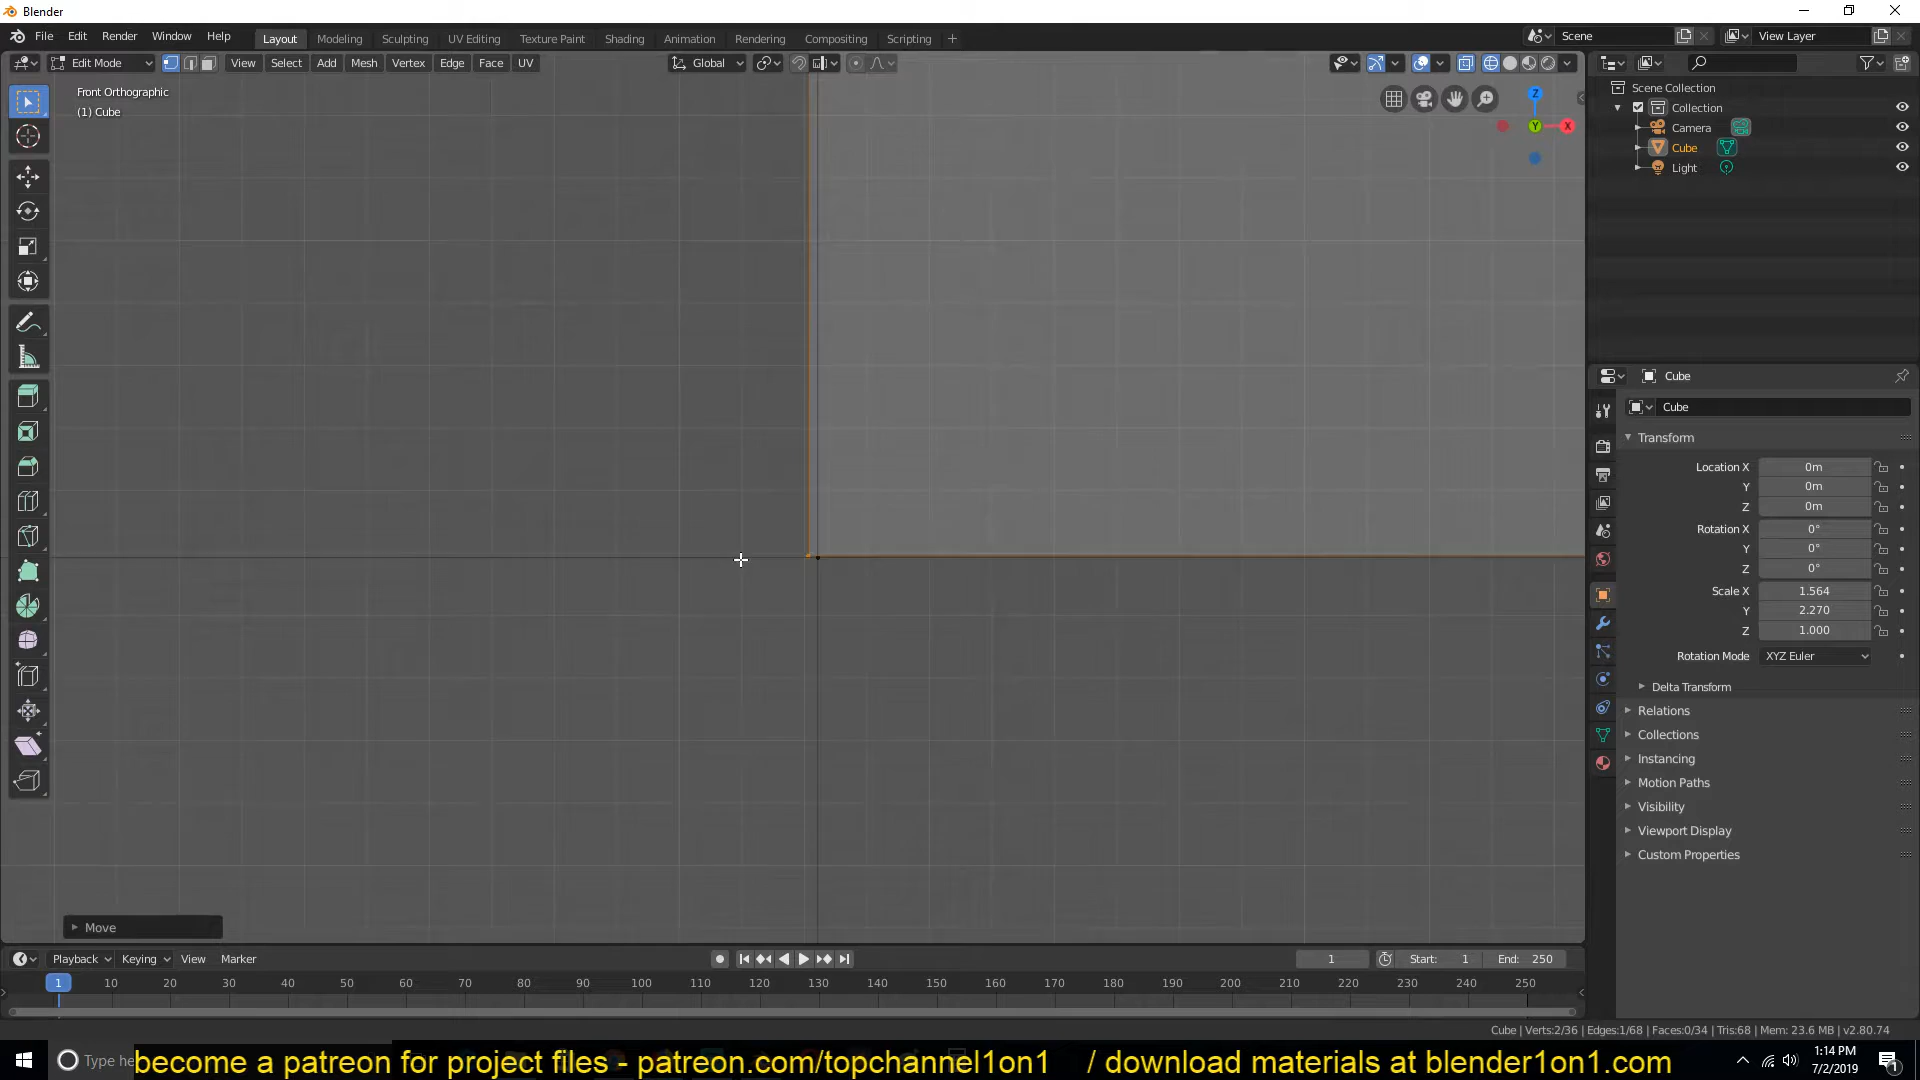 Blender
File Edit Render Window Help
Layout Modeling Sculpting UV Editing Texture Paint Shading Animation Rendering Compositing Scripting
Scene
View Layer
Edit Mode View Select Add Mesh Vertex Edge Face UV
Global
Front Orthographic
(1) Cube
Z
Y
X
Scene Collection
Collection
Camera
Cube
Light
Cube
Cube
Transform
Location X 0m
Y 0m
Z 0m
Rotation X 0°
Y 0°
Z 0°
Scale X 1.564
Y 2.270
Z 1.000
Rotation Mode XYZ Euler
Delta Transform
Relations
Collections
Instancing
Motion Paths
Visibility
Viewport Display
Custom Properties
Move
Playback Keying View Marker
1 Start: 1 End: 250
1 10 20 30 40 50 60 70 80 90 100 110 120 130 140 150 160 170 180 190 200 210 220 230 240 250
Cube | Verts:2/36 | Edges:1/68 | Faces:0/34 | Tris:68 | Mem: 23.6 MB | v2.80.74
Type he
become a patreon for project files - patreon.com/topchannel1on1 / download materials at blender1on1.com
1:14 PM
7/2/2019
1